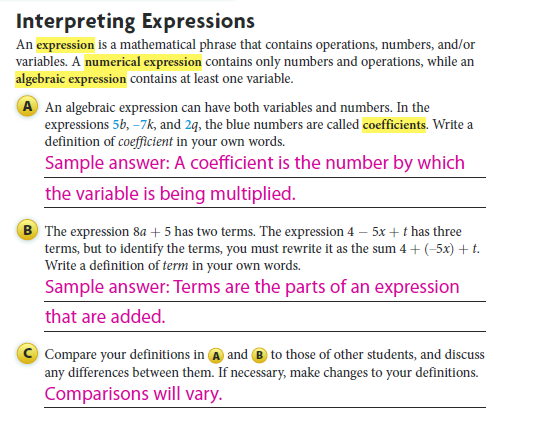 Interpreting Expressions
An expression is a mathematical phrase that contains operations, numbers, and/or
variables. A numerical expression contains only numbers and operations, while an
algebraic expression contains at least one variable.
A An algebraic expression can have both variables and numbers. In the
expressions 5b, –7k, and 2q, the blue numbers are called coefficients. Write a
definition of coefficient in your own words.
Sample answer: A coefficient is the number by which
the variable is being multiplied.
B The expression 8a + 5 has two terms. The expression 4 – 5x + t has three
terms, but to identify the terms, you must rewrite it as the sum 4 + (–5x) + t.
Write a definition of term in your own words.
Sample answer: Terms are the parts of an expression
that are added.
C Compare your definitions in A and B to those of other students, and discuss
any differences between them. If necessary, make changes to your definitions.
Comparisons will vary.